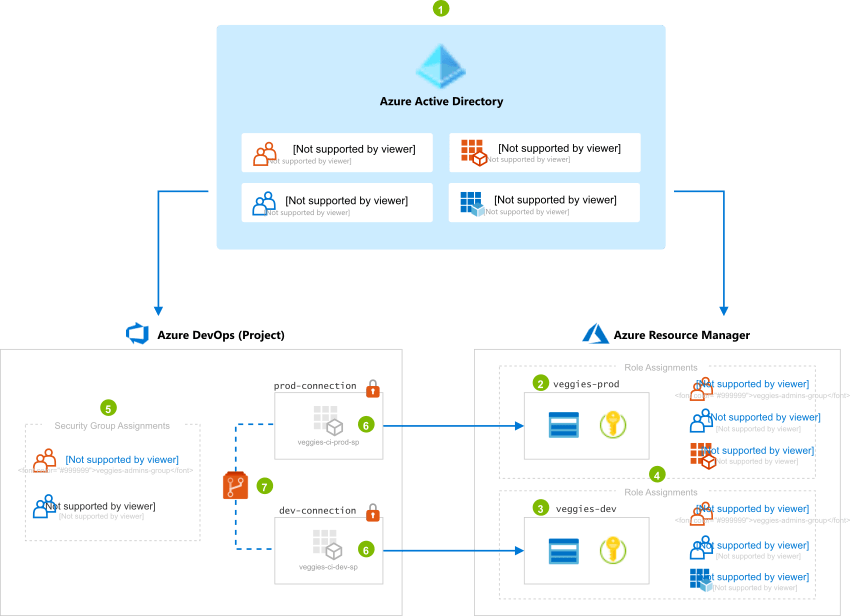 1
Azure Active Directory
[Not supported by viewer]
[Not supported by viewer]
[Not supported by viewer]
[Not supported by viewer]
[Not supported by viewer]
[Not supported by viewer]
[Not supported by viewer]
[Not supported by viewer]
Azure DevOps (Project)
5
Security Group Assignments
[Not supported by viewer]
<font color="#999999">veggies-admins-group</font>
[Not supported by viewer]
[Not supported by viewer]
prod-connection
6
veggies-ci-prod-sp
7
dev-connection
6
veggies-ci-dev-sp
Azure Resource Manager
Role Assignments
2
veggies-prod
[Not supported by viewer]
<font color="#999999">veggies-admins-group</font>
[Not supported by viewer]
[Not supported by viewer]
[Not supported by viewer]
[Not supported by viewer]
4
Role Assignments
3
veggies-dev
[Not supported by viewer]
<font color="#999999">veggies-admins-group</font>
[Not supported by viewer]
[Not supported by viewer]
[Not supported by viewer]
[Not supported by viewer]